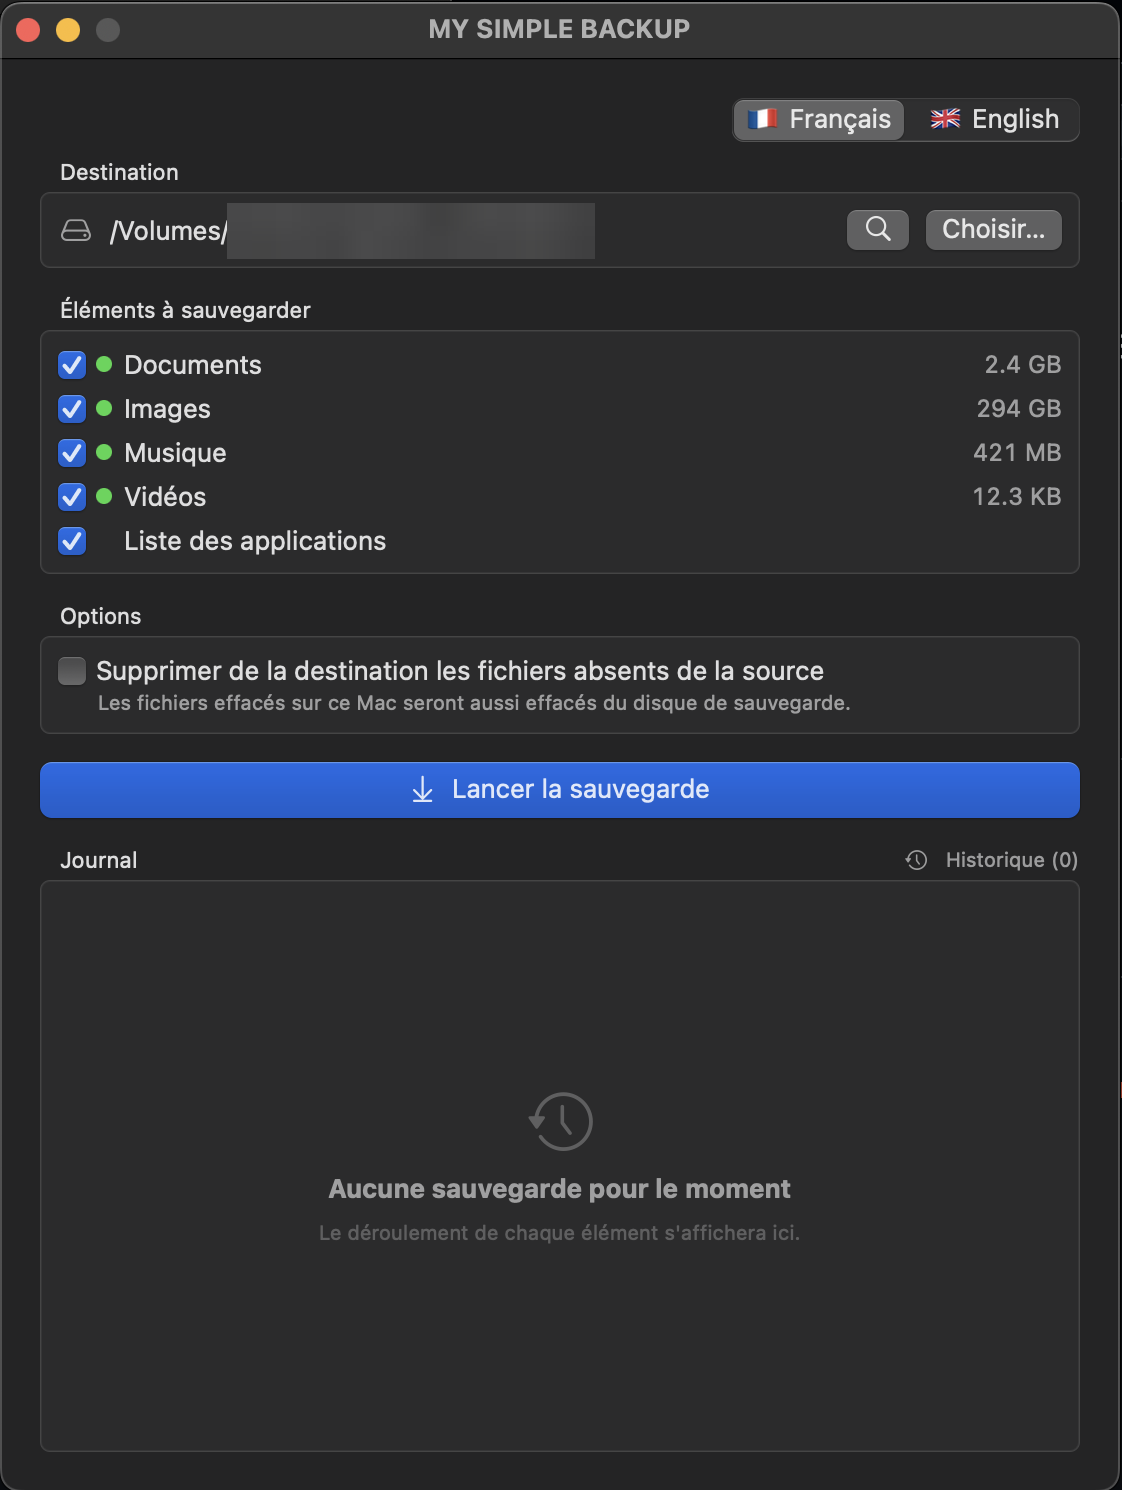 MY SIMPLE BACKUP
Français
English
Destination
/Volumes/
Choisir...
Éléments à sauvegarder
Documents 2.4 GB
Images 294 GB
Musique 421 MB
Vidéos 12.3 KB
Liste des applications
Options
Supprimer de la destination les fichiers absents de la source
Les fichiers effacés sur ce Mac seront aussi effacés du disque de sauvegarde.
Lancer la sauvegarde
Journal Historique (0)
Aucune sauvegarde pour le moment
Le déroulement de chaque élément s'affichera ici.